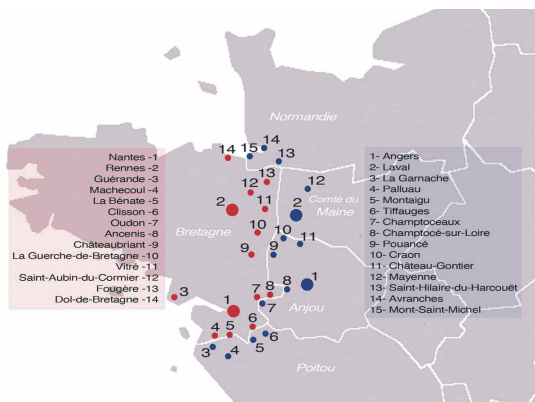 Normandie
14
15
14
13
13
12
12
11
2
2
Comté du
Maine
Bretagne
10
10
11
9
9
8
1
7
8
7
Anjou
3
1
6
4
5
6
3
4
5
Poitou
Nantes -1
Rennes -2
Guérande -3
Machecoul -4
La Bénate -5
Clisson -6
Oudon -7
Ancenis -8
Châteaubriant -9
La Guerche-de-Bretagne -10
Vitré -11
Saint-Aubin-du-Cormier -12
Fougère -13
Dol-de-Bretagne -14
1- Angers
2- Laval
3- La Garnache
4- Palluau
5- Montaigu
6- Tiffauges
7- Champtoceaux
8- Champtocé-sur-Loire
9- Pouancé
10- Craon
11- Château-Gontier
12- Mayenne
13- Saint-Hilaire-du-Harcouët
14- Avranches
15- Mont-Saint-Michel